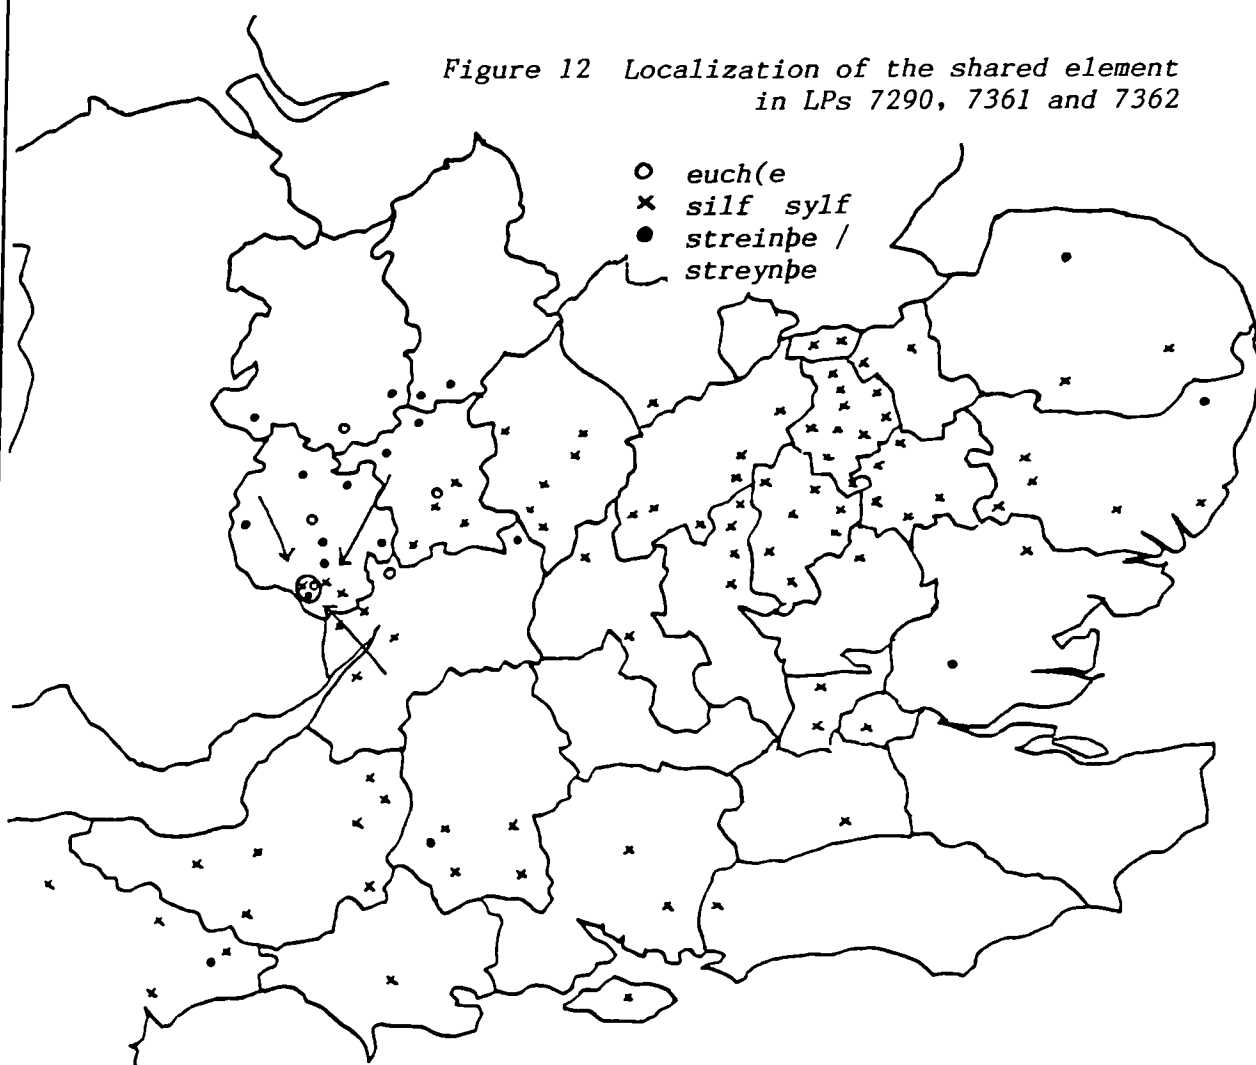 Figure 12 Localization of the shared element
in LPs 7290, 7361 and 7362
euch(e
silf sylf
streinþe /
streynþe